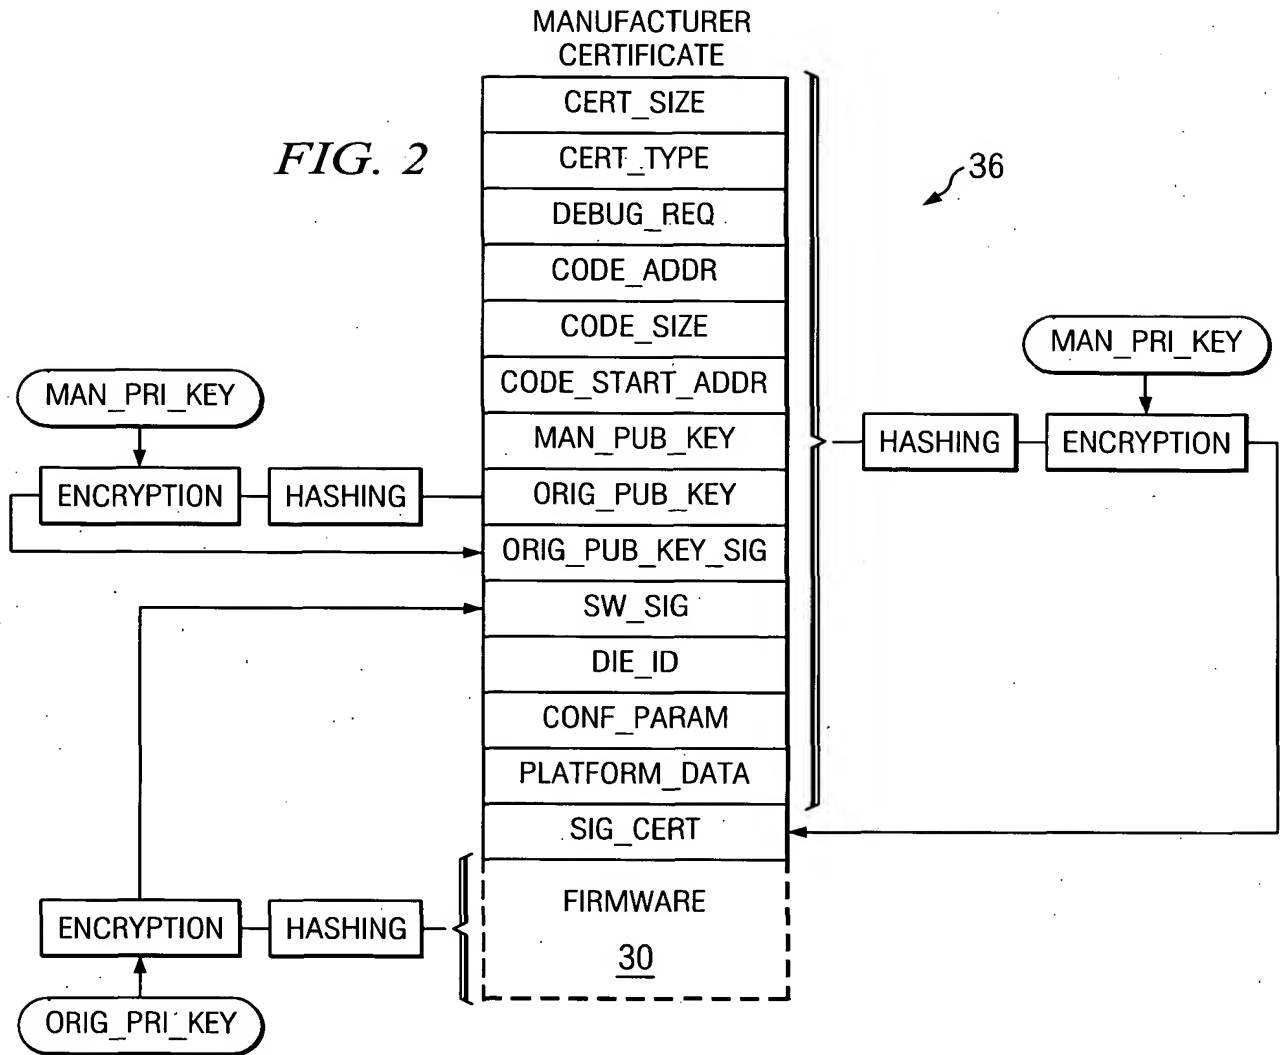 MANUFACTURER
CERTIFICATE
FIG. 2
CERT_SIZE
CERT_TYPE
DEBUG_REQ
CODE_ADDR
CODE_SIZE
CODE_START_ADDR
MAN_PUB_KEY
ORIG_PUB_KEY
ORIG_PUB_KEY_SIG
SW_SIG
DIE_ID
CONF_PARAM
PLATFORM_DATA
SIG_CERT
FIRMWARE
30
36
MAN_PRI_KEY
ENCRYPTION
HASHING
MAN_PRI_KEY
HASHING
ENCRYPTION
ENCRYPTION
HASHING
ORIG_PRI_KEY